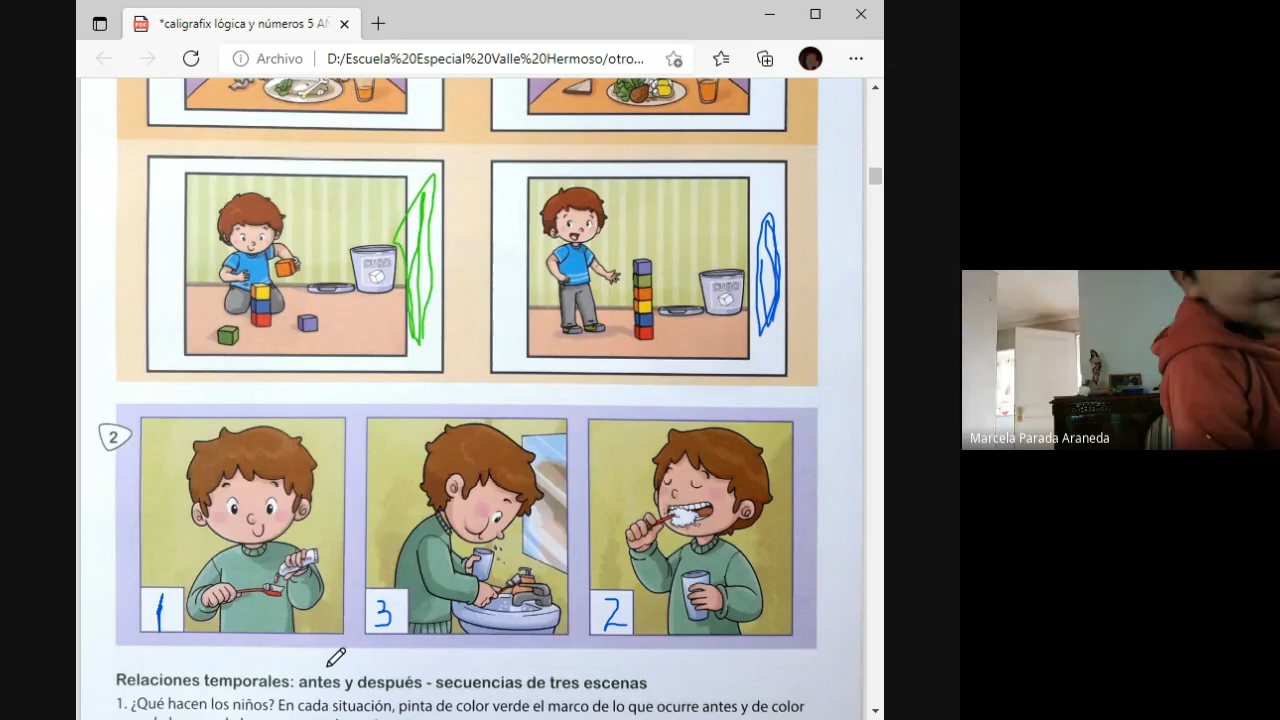 *caligrafix lógica y números 5 AÑ
Archivo
D:/Escuela%20Especial%20Valle%20Hermoso/otro...
CUBO
CUBO
2
1
3
2
Marcela Parada Araneda
Relaciones temporales: antes y después - secuencias de tres escenas
1. ¿Qué hacen los niños? En cada situación, pinta de color verde el marco de lo que ocurre antes y de color